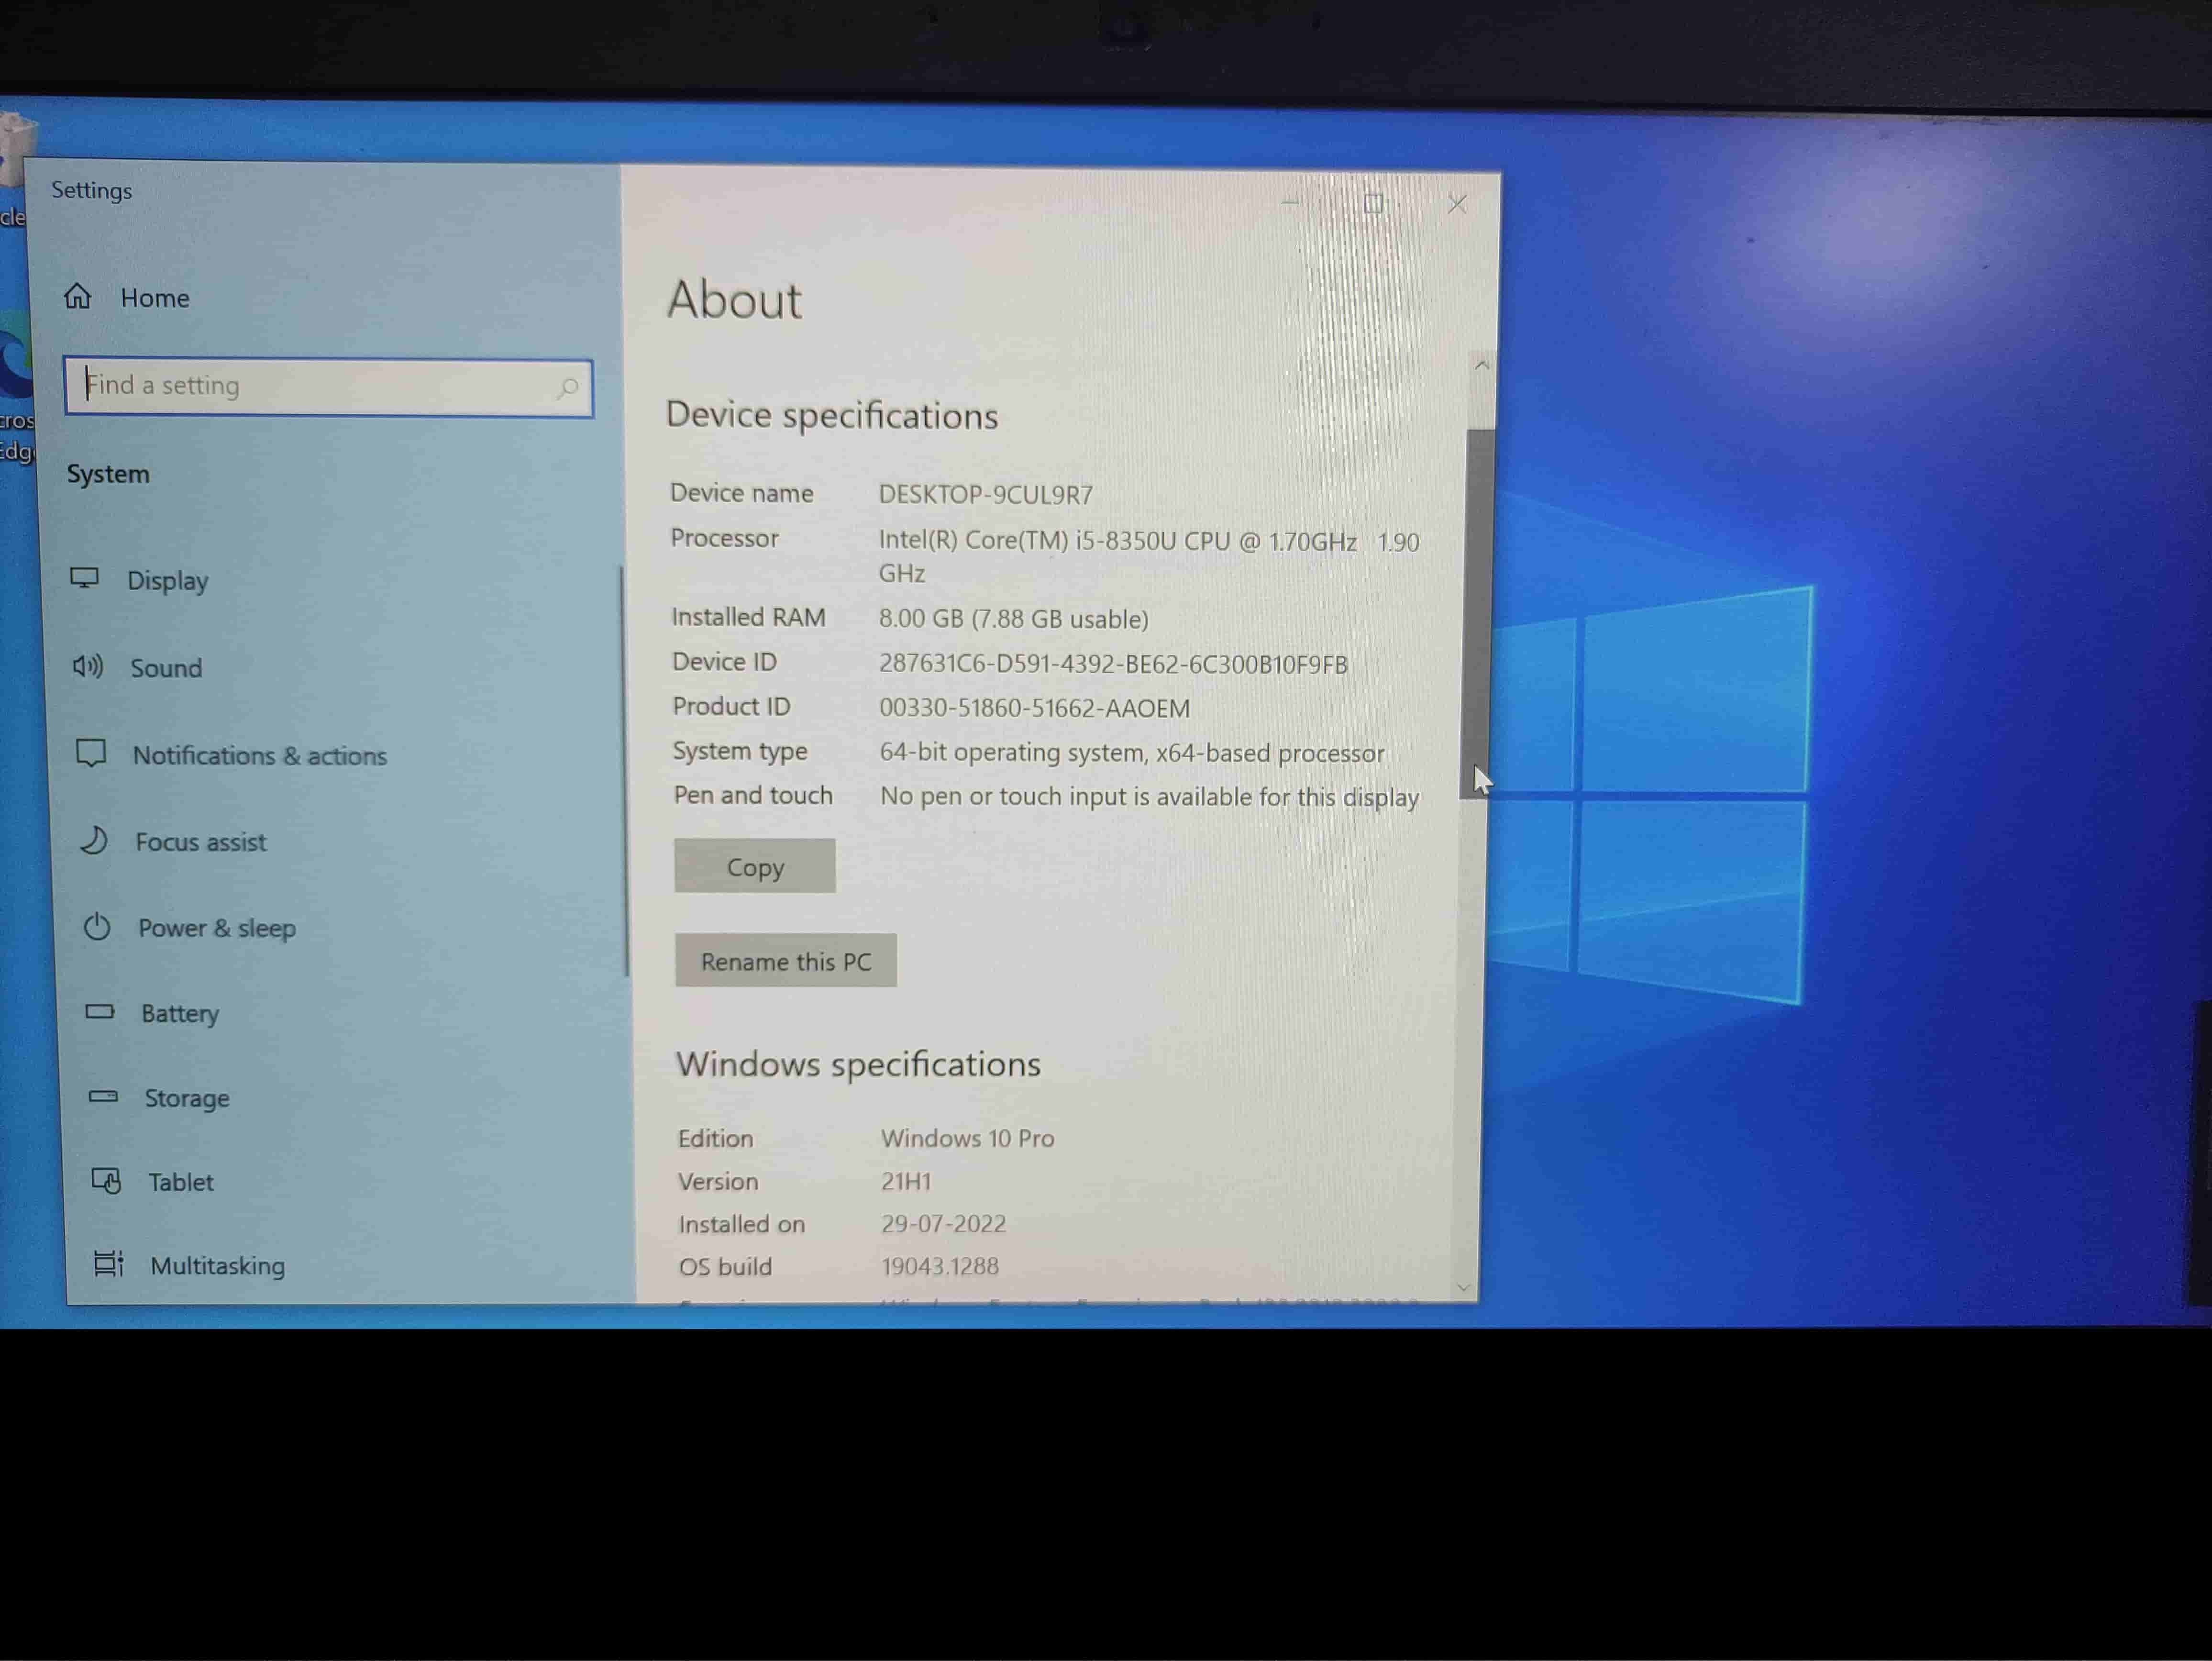 Settings
cle
Home
Find a setting
cros
Edg
System
Display
Sound
Notifications & actions
Focus assist
Power & sleep
Battery
Storage
Tablet
Multitasking
About
Device specifications
Device name DESKTOP-9CUL9R7
Processor Intel(R) Core(TM) i5-8350U CPU @ 1.70GHz 1.90
GHz
Installed RAM 8.00 GB (7.88 GB usable)
Device ID 287631C6-D591-4392-BE62-6C300B10F9FB
Product ID 00330-51860-51662-AAOEM
System type 64-bit operating system, x64-based processor
Pen and touch No pen or touch input is available for this display
Copy
Rename this PC
Windows specifications
Edition Windows 10 Pro
Version 21H1
Installed on 29-07-2022
OS build 19043.1288